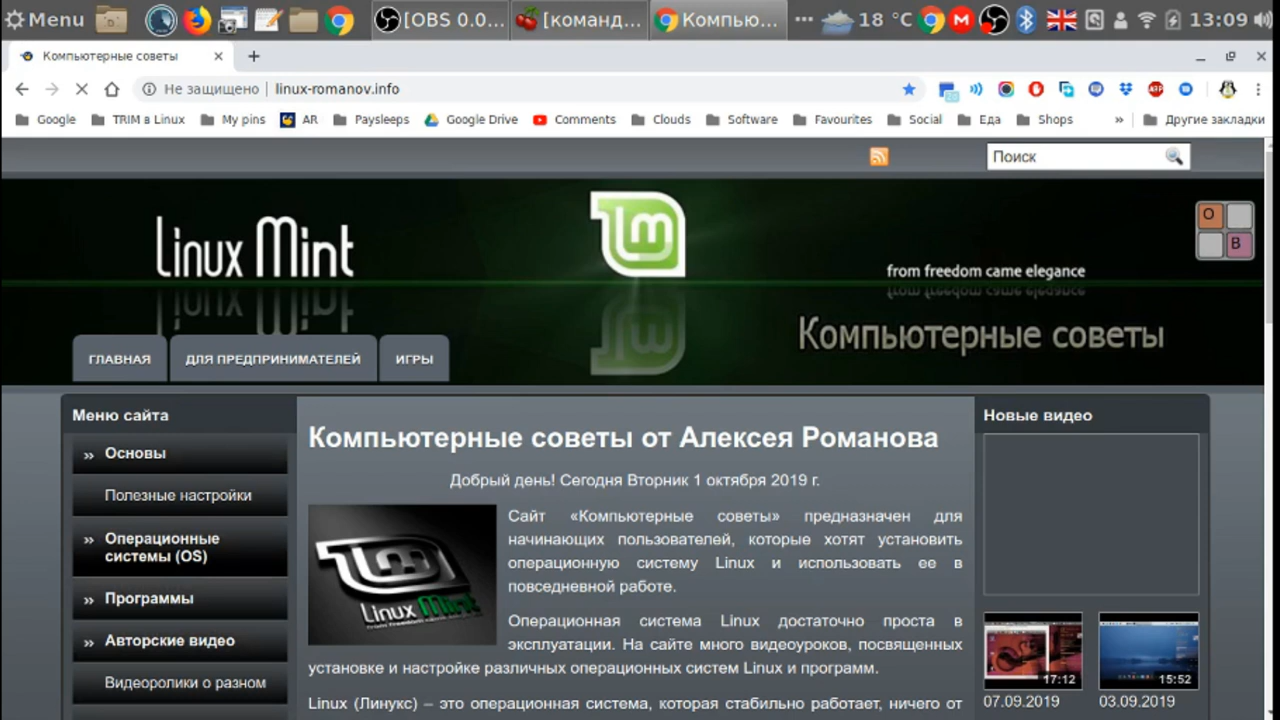 Menu [OBS 0.0... [команд... Компью... ··· 18 °C 13:09
Компьютерные советы
Не защищено | linux-romanov.info
Google TRIM в Linux My pins AR Paysleeps Google Drive Comments Clouds Software Favourites Social Еда Shops » Другие закладки
Поиск
Linux Mint
from freedom came elegance
Компьютерные советы
O
B
ГЛАВНАЯ ДЛЯ ПРЕДПРИНИМАТЕЛЕЙ ИГРЫ
Меню сайта
» Основы
Полезные настройки
» Операционные
системы (OS)
» Программы
» Авторские видео
Видеоролики о разном
Компьютерные советы от Алексея Романова
Добрый день! Сегодня Вторник 1 октября 2019 г.
Linux Mint
from freedom came elegance
Сайт «Компьютерные советы» предназначен для
начинающих пользователей, которые хотят установить
операционную систему Linux и использовать ее в
повседневной работе.
Операционная система Linux достаточно проста в
эксплуатации. На сайте много видеоуроков, посвященных
установке и настройке различных операционных систем Linux и программ.
Linux (Линукс) – это операционная система, которая стабильно работает, ничего от
Новые видео
17:12 15:52
07.09.2019 03.09.2019